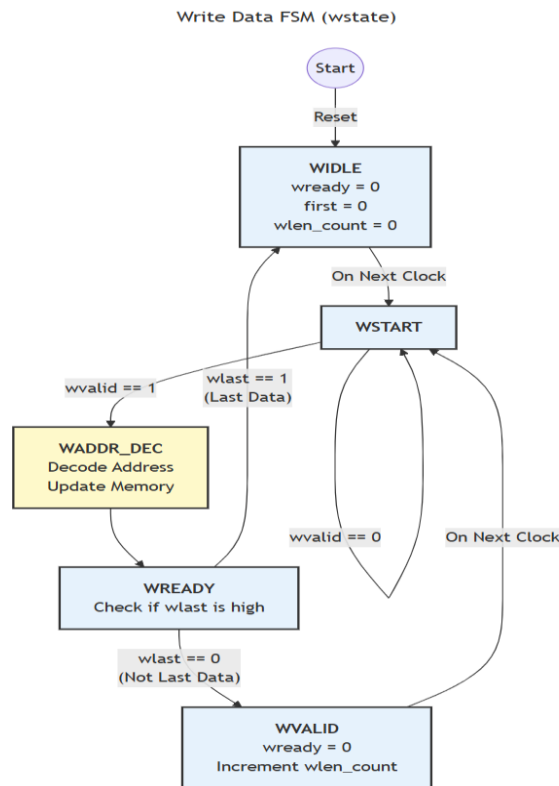 Write Data FSM (wstate)
Start
Reset
WIDLE
wready = 0
first = 0
wlen_count = 0
On Next Clock
WSTART
wvalid == 1
wlast == 1
(Last Data)
WADDR_DEC
Decode Address
Update Memory
wvalid == 0
On Next Clock
WREADY
Check if wlast is high
wlast == 0
(Not Last Data)
WVALID
wready = 0
Increment wlen_count